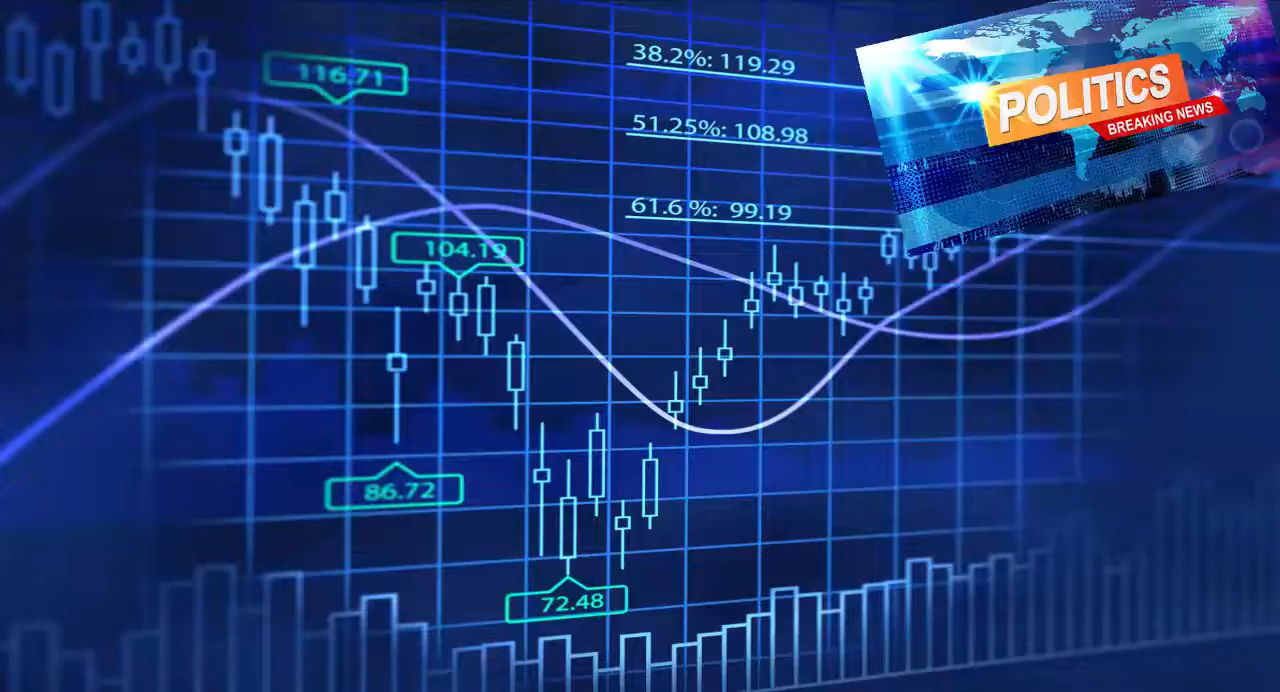 116.71
38.2%: 119.29
51.25%: 108.98
61.6 %: 99.19
POLITICS
BREAKING NEWS
104.19
86.72
72.48